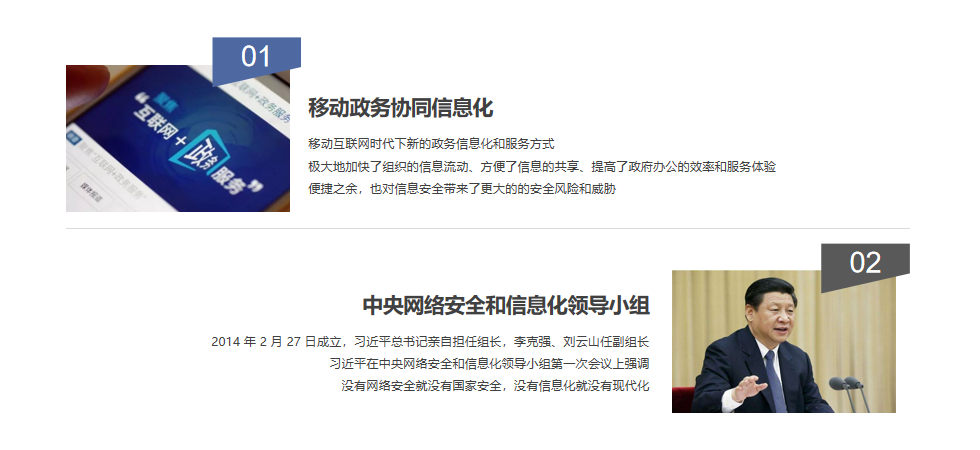 01
聚焦
“互联网+政务服务”
媒体报道
移动政务协同信息化
移动互联网时代下新的政务信息化和服务方式
极大地加快了组织的信息流动、方便了信息的共享、提高了政府办公的效率和服务体验
便捷之余，也对信息安全带来了更大的的安全风险和威胁
02
中央网络安全和信息化领导小组
2014 年 2 月 27 日成立，习近平总书记亲自担任组长，李克强、刘云山任副组长
习近平在中央网络安全和信息化领导小组第一次会议上强调
没有网络安全就没有国家安全，没有信息化就没有现代化